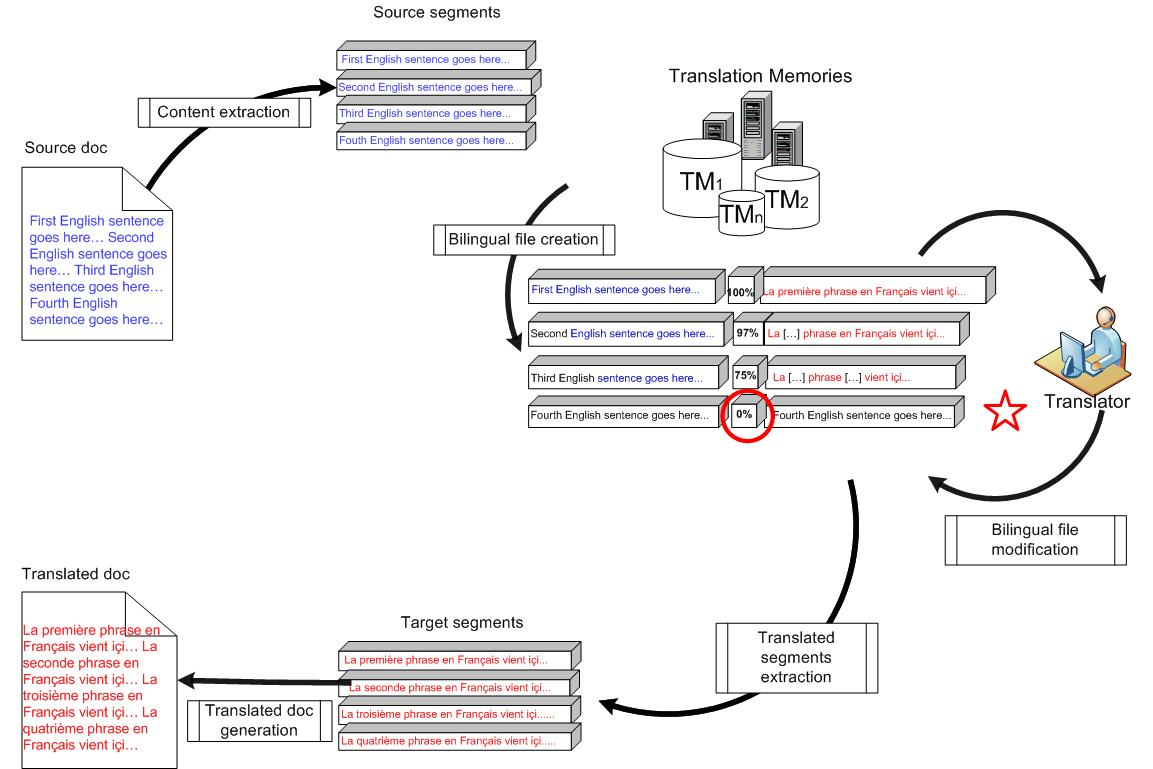 Source segments
First English sentence goes here...
Second English sentence goes here...
Third English sentence goes here...
Fouth English sentence goes here...
Content extraction
Source doc
First English sentence
goes here… Second
English sentence goes
here… Third English
sentence goes here…
Fourth English
sentence goes here…
Translation Memories
TM1
TM2
TMn
Bilingual file creation
First English sentence goes here... 100% La première phrase en Français vient içi...
Second English sentence goes here... 97% La [...] phrase en Français vient içi...
Third English sentence goes here... 75% La [...] phrase [...] vient içi...
Fourth English sentence goes here... 0% Fourth English sentence goes here...
Translator
Bilingual file
modification
Translated
segments
extraction
Target segments
La première phrase en Français vient içi...
La seconde phrase en Français vient içi...
La troisième phrase en Français vient içi......
La quatrième phrase en Français vient içi.....
Translated doc
generation
Translated doc
La première phrase en
Français vient içi… La
seconde phrase en
Français vient içi… La
troisième phrase en
Français vient içi… La
quatrième phrase en
Français vient içi…